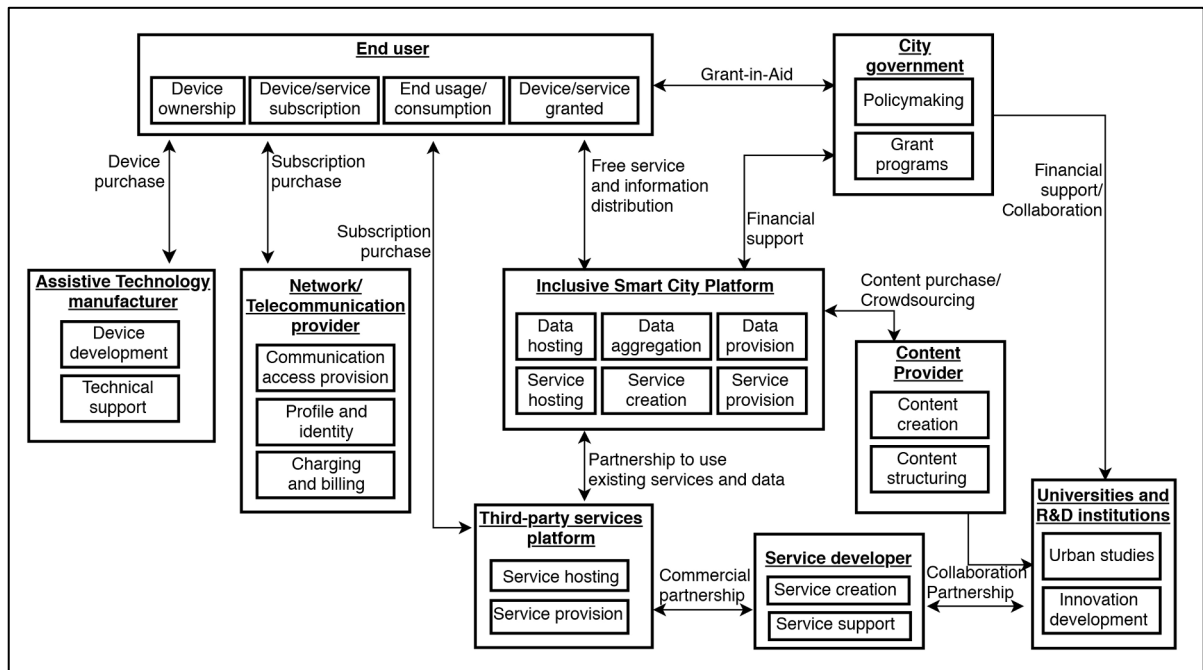 End user
Device
ownership
Device/service
subscription
End usage/
consumption
Device/service
granted
Grant-in-Aid
City
government
Policymaking
Grant
programs
Device
purchase
Subscription
purchase
Subscription
purchase
Free service
and information
distribution
Financial
support
Financial
support/
Collaboration
Assistive Technology
manufacturer
Device
development
Technical
support
Network/
Telecommunication
provider
Communication
access provision
Profile and
identity
Charging
and billing
Inclusive Smart City Platform
Data
hosting
Data
aggregation
Data
provision
Service
hosting
Service
creation
Service
provision
Content purchase/
Crowdsourcing
Content
Provider
Content
creation
Content
structuring
Partnership to use
existing services and data
Third-party services
platform
Service hosting
Service provision
Commercial
partnership
Service developer
Service creation
Service support
Collaboration
Partnership
Universities and
R&D institutions
Urban studies
Innovation
development